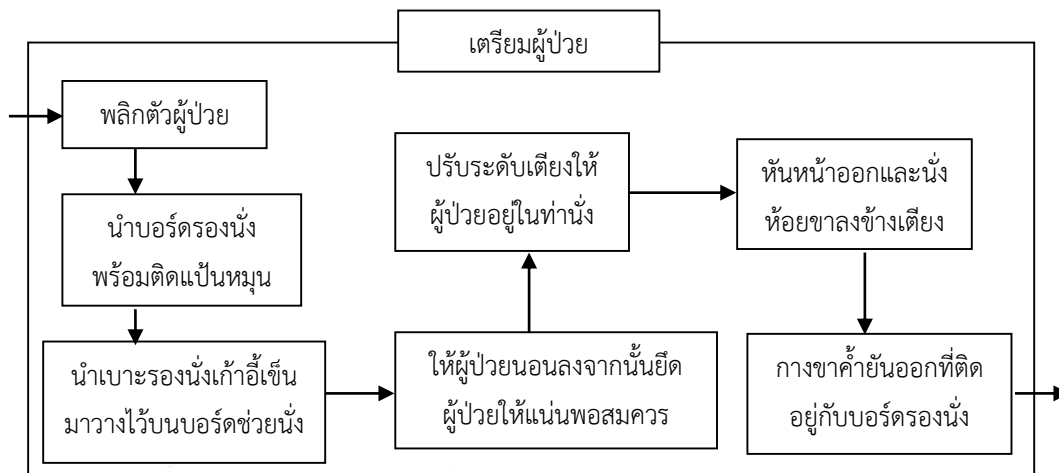 เตรียมผู้ป่วย
พลิกตัวผู้ป่วย
นำบอร์ดรองนั่ง
พร้อมติดแป้นหมุน
นำเบาะรองนั่งเก้าอี้เข็น
มาวางไว้บนบอร์ดช่วยนั่ง
ให้ผู้ป่วยนอนลงจากนั้นยึด
ผู้ป่วยให้แน่นพอสมควร
ปรับระดับเตียงให้
ผู้ป่วยอยู่ในท่านั่ง
หันหน้าออกและนั่ง
ห้อยขาลงข้างเตียง
กางขาค้ำยันออกที่ติด
อยู่กับบอร์ดรองนั่ง